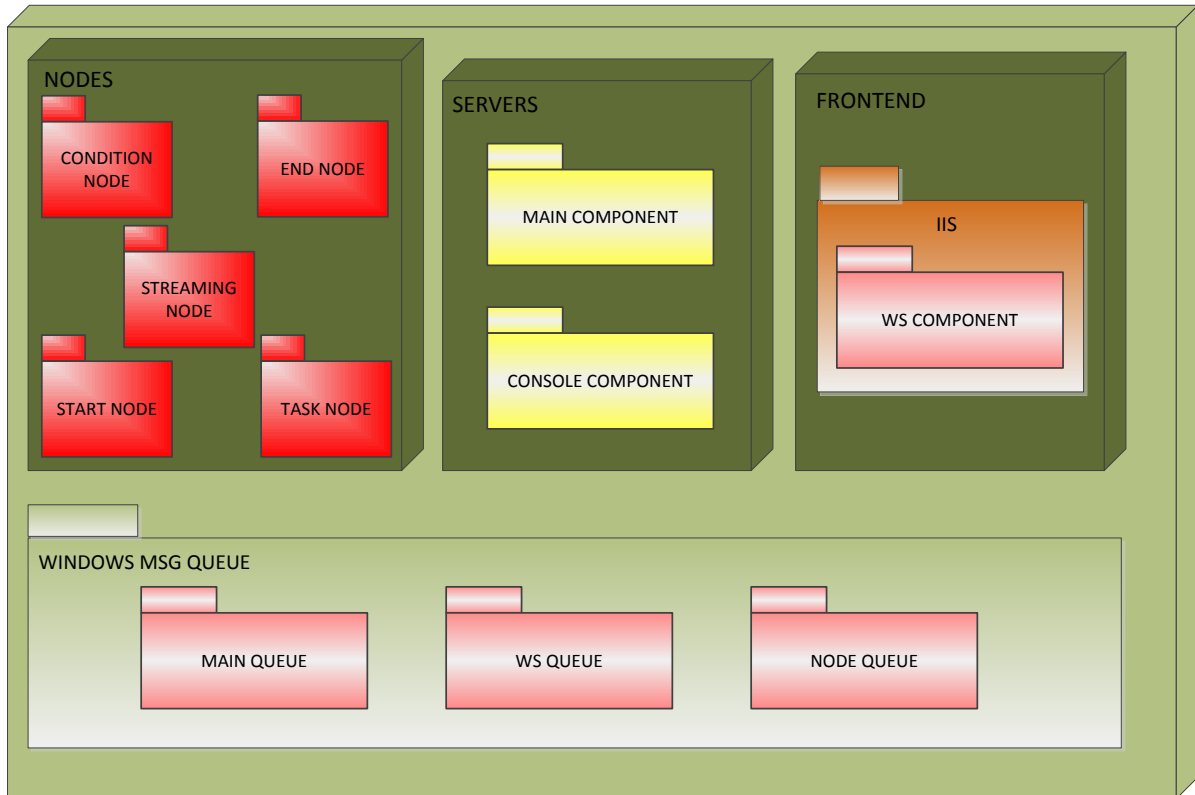 NODES
CONDITION
NODE
END NODE
STREAMING
NODE
START NODE
TASK NODE
SERVERS
MAIN COMPONENT
CONSOLE COMPONENT
FRONTEND
IIS
WS COMPONENT
WINDOWS MSG QUEUE
MAIN QUEUE
WS QUEUE
NODE QUEUE